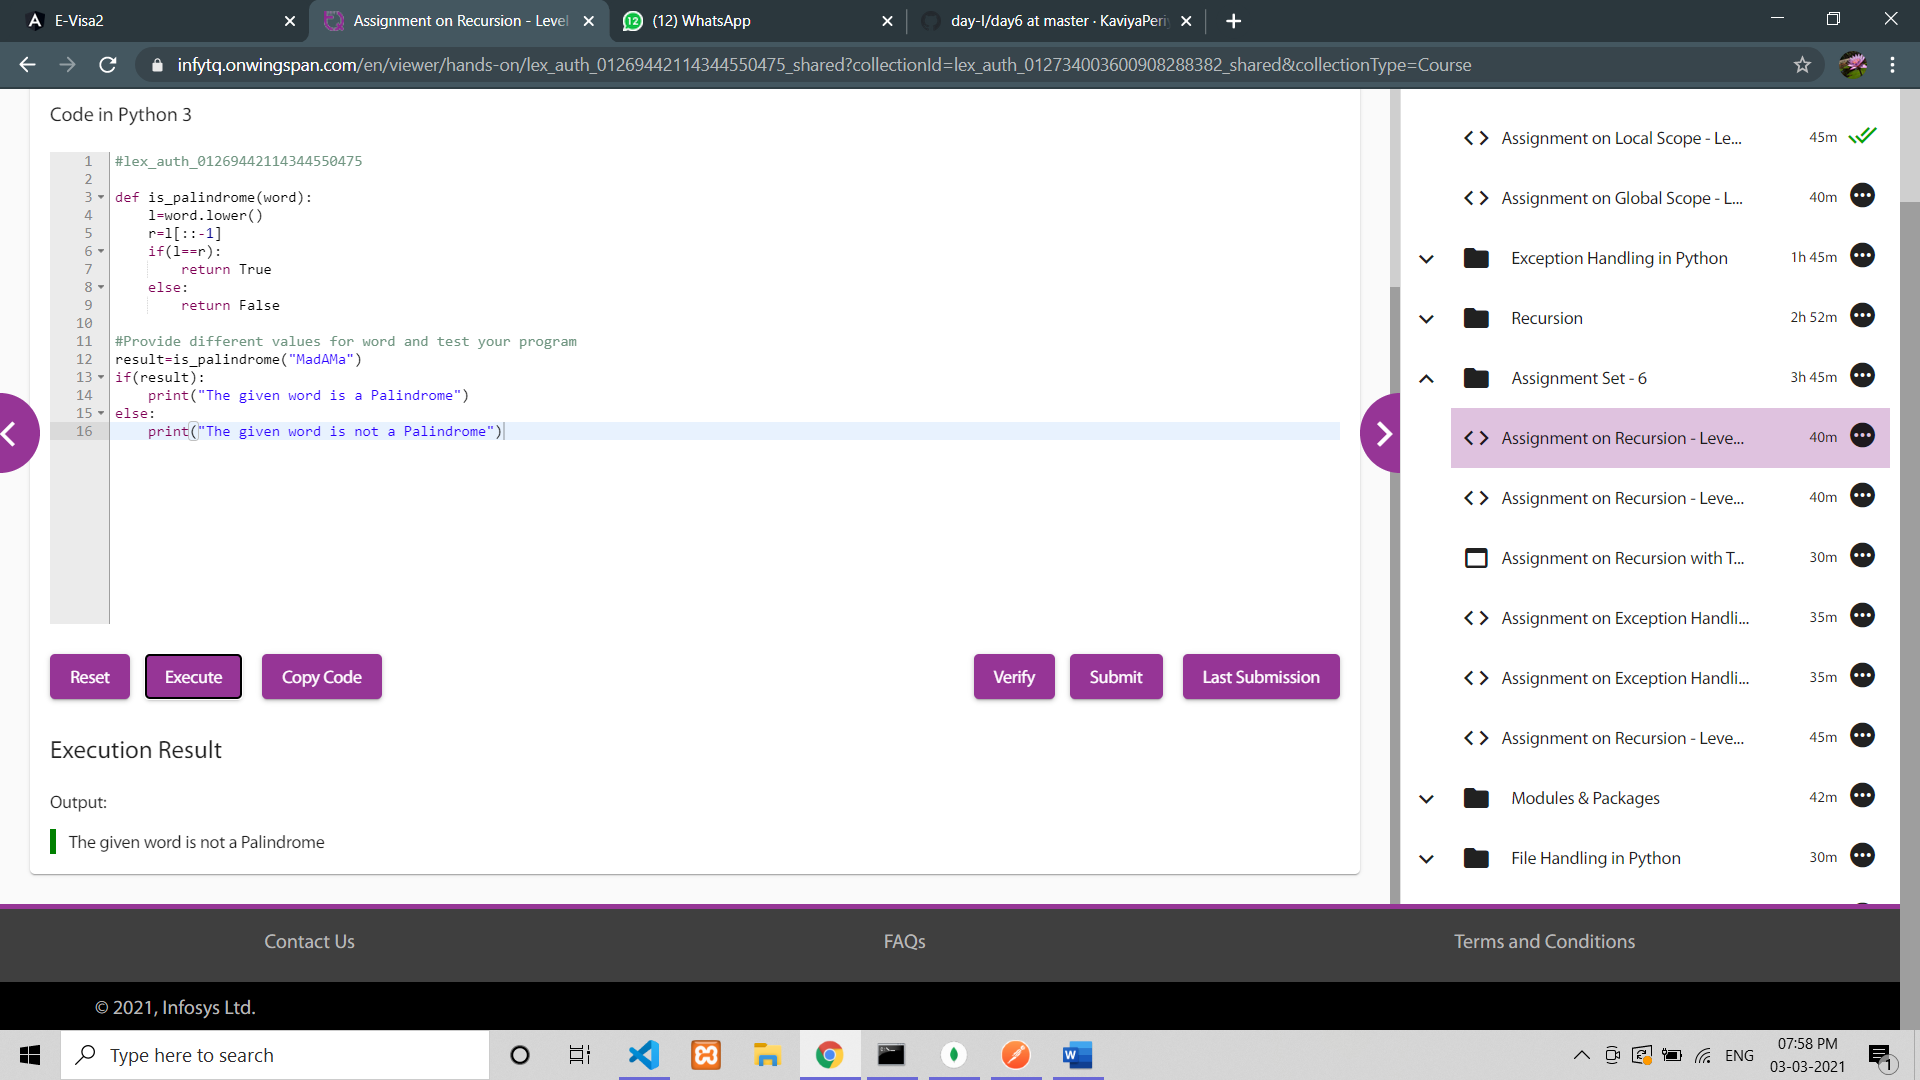 E-Visa2
Assignment on Recursion - Level
(12) WhatsApp
day-I/day6 at master · KaviyaPeriy
infytq.onwingspan.com/en/viewer/hands-on/lex_auth_01269442114344550475_shared?collectionId=lex_auth_012734003600908288382_shared&collectionType=Course
Code in Python 3
1 #lex_auth_01269442114344550475
2
3 def is_palindrome(word):
4 l=word.lower()
5 r=l[::-1]
6 if(l==r):
7 return True
8 else:
9 return False
10
11 #Provide different values for word and test your program
12 result=is_palindrome("MadAMa")
13 if(result):
14 print("The given word is a Palindrome")
15 else:
16 print("The given word is not a Palindrome")
Reset
Execute
Copy Code
Verify
Submit
Last Submission
Execution Result
Output:
The given word is not a Palindrome
Assignment on Local Scope - Le... 45m
Assignment on Global Scope - L... 40m
Exception Handling in Python 1h 45m
Recursion 2h 52m
Assignment Set - 6 3h 45m
Assignment on Recursion - Leve... 40m
Assignment on Recursion - Leve... 40m
Assignment on Recursion with T... 30m
Assignment on Exception Handli... 35m
Assignment on Exception Handli... 35m
Assignment on Recursion - Leve... 45m
Modules & Packages 42m
File Handling in Python 30m
Contact Us
FAQs
Terms and Conditions
© 2021, Infosys Ltd.
Type here to search
ENG
07:58 PM
03-03-2021
1